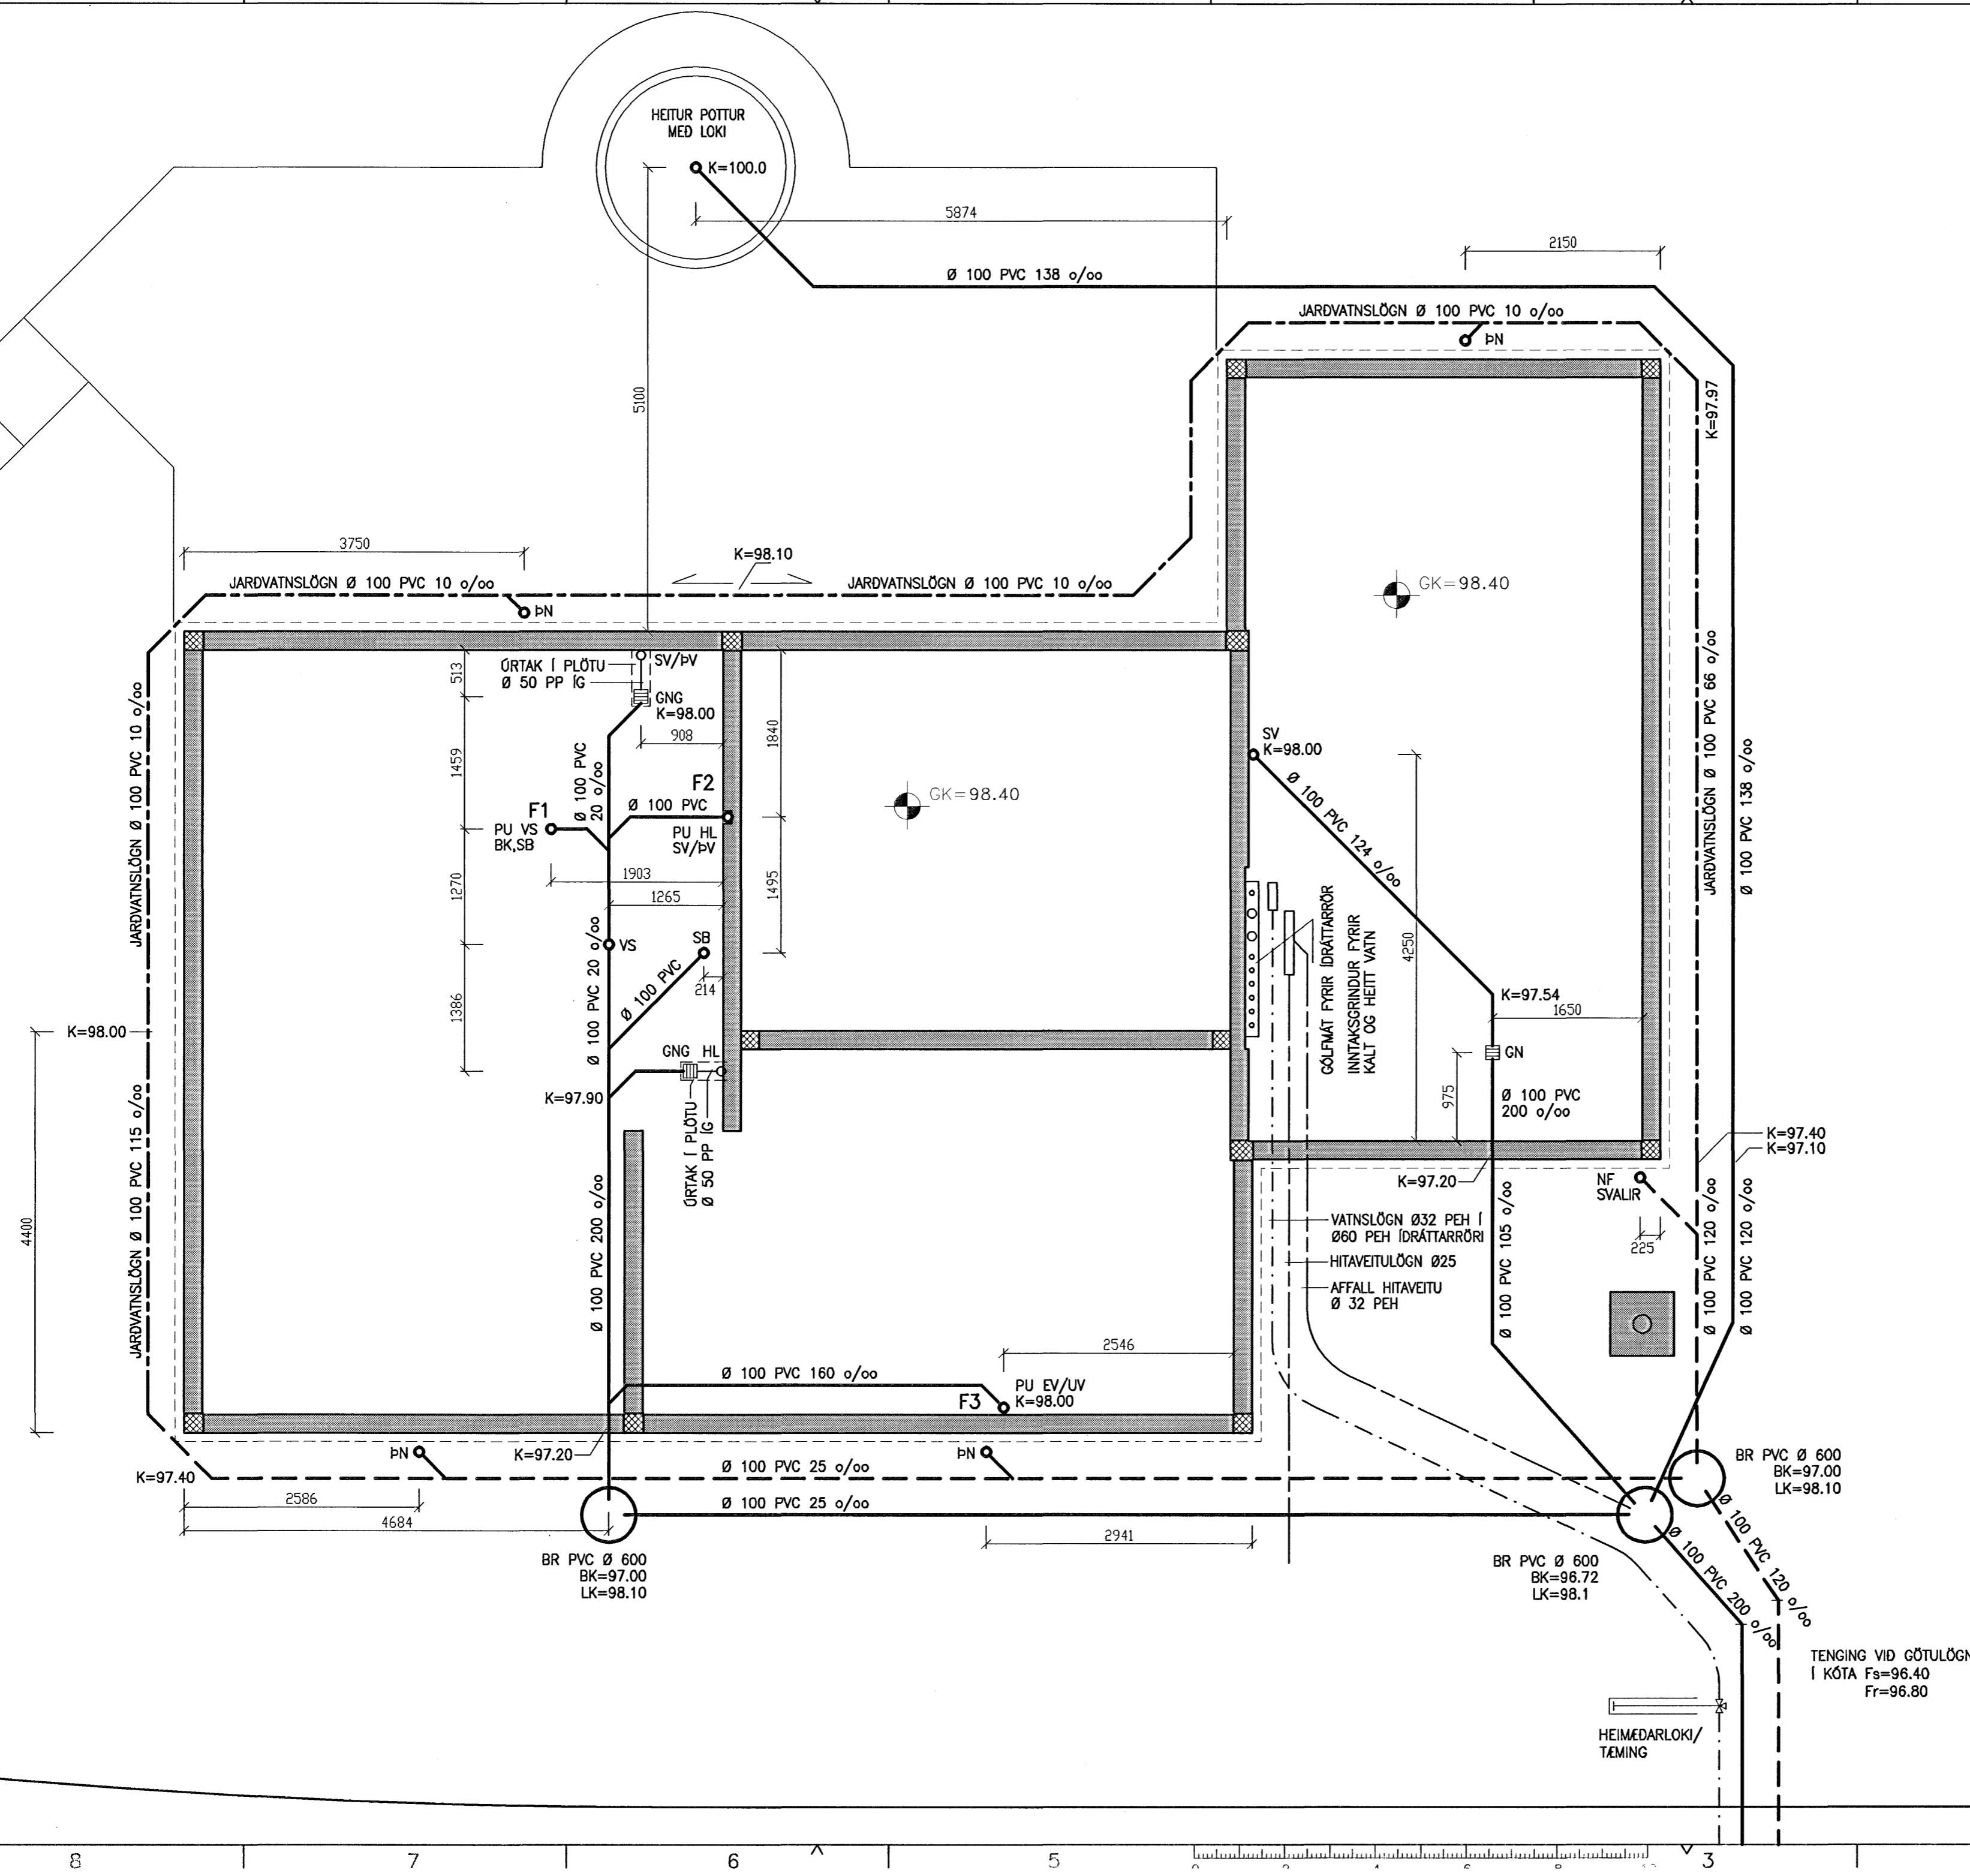 HEITUR POTTUR
MEÐ LOKI
K=100.0
5874
2150
Ø 100 PVC 138 o/oo
JARÐVATNSLÖGN Ø 100 PVC 10 o/oo
ÞN
5100
K=97.97
3750
K=98.10
JARÐVATNSLÖGN Ø 100 PVC 10 o/oo
JARÐVATNSLÖGN Ø 100 PVC 10 o/oo
ÞN
GK=98.40
ÚRTAK Í PLÖTU
Ø 50 PP ÍG
SV/ÞV
GNG
K=98.00
513
908
1840
1459
SV
K=98.00
JARÐVATNSLÖGN Ø 100 PVC 10 o/oo
JARÐVATNSLÖGN Ø 100 PVC 66 o/oo
Ø 100 PVC 138 o/oo
Ø 100 PVC
20 o/oo
F2
Ø 100 PVC
F1
PU VS
BK,SB
PU HL
SV/ÞV
GK=98.40
Ø 100 PVC 124 o/oo
1903
1265
1270
1495
4250
VS
SB
Ø 100 PVC
214
Ø 100 PVC 20 o/oo
1386
GÓLFMÁT FYRIR ÍDRÁTTARRÖR
INNTAKSGRINDUR FYRIR
KALT OG HEITT VATN
K=97.54
1650
K=98.00
GNG HL
GN
975
Ø 100 PVC
200 o/oo
K=97.90
ÚRTAK Í PLÖTU
Ø 50 PP ÍG
K=97.40
K=97.10
JARÐVATNSLÖGN Ø 100 PVC 115 o/oo
4400
Ø 100 PVC 200 o/oo
K=97.20
NF
SVALIR
225
VATNSLÖGN Ø32 PEH Í
Ø60 PEH ÍDRÁTTARRÖRI
HITAVEITULÖGN Ø25
AFFALL HITAVEITU
Ø 32 PEH
Ø 100 PVC 105 o/oo
Ø 100 PVC 120 o/oo
Ø 100 PVC 120 o/oo
2546
Ø 100 PVC 160 o/oo
F3
PU EV/UV
K=98.00
ÞN
K=97.20
ÞN
K=97.40
Ø 100 PVC 25 o/oo
BR PVC Ø 600
BK=97.00
LK=98.10
2586
4684
Ø 100 PVC 25 o/oo
2941
BR PVC Ø 600
BK=97.00
LK=98.10
BR PVC Ø 600
BK=96.72
LK=98.1
Ø 100 PVC 120 o/oo
Ø 100 PVC 200 o/oo
TENGING VIÐ GÖTULÖGN
Í KÓTA Fs=96.40
Fr=96.80
HEIMÆÐARLOKI/
TÆMING
8
7
6
5
3